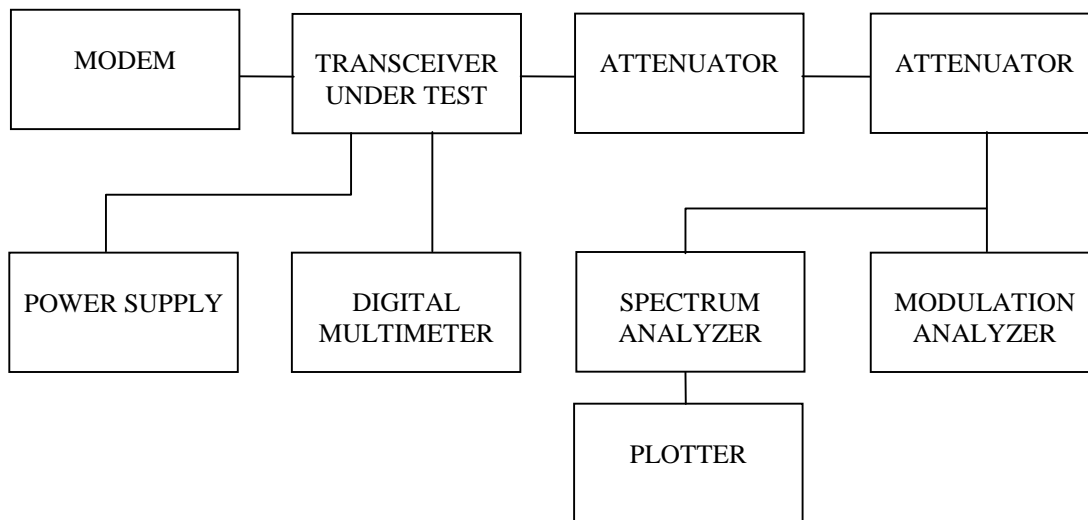 MODEM
TRANSCEIVER
UNDER TEST
ATTENUATOR
ATTENUATOR
POWER SUPPLY
DIGITAL
MULTIMETER
SPECTRUM
ANALYZER
MODULATION
ANALYZER
PLOTTER